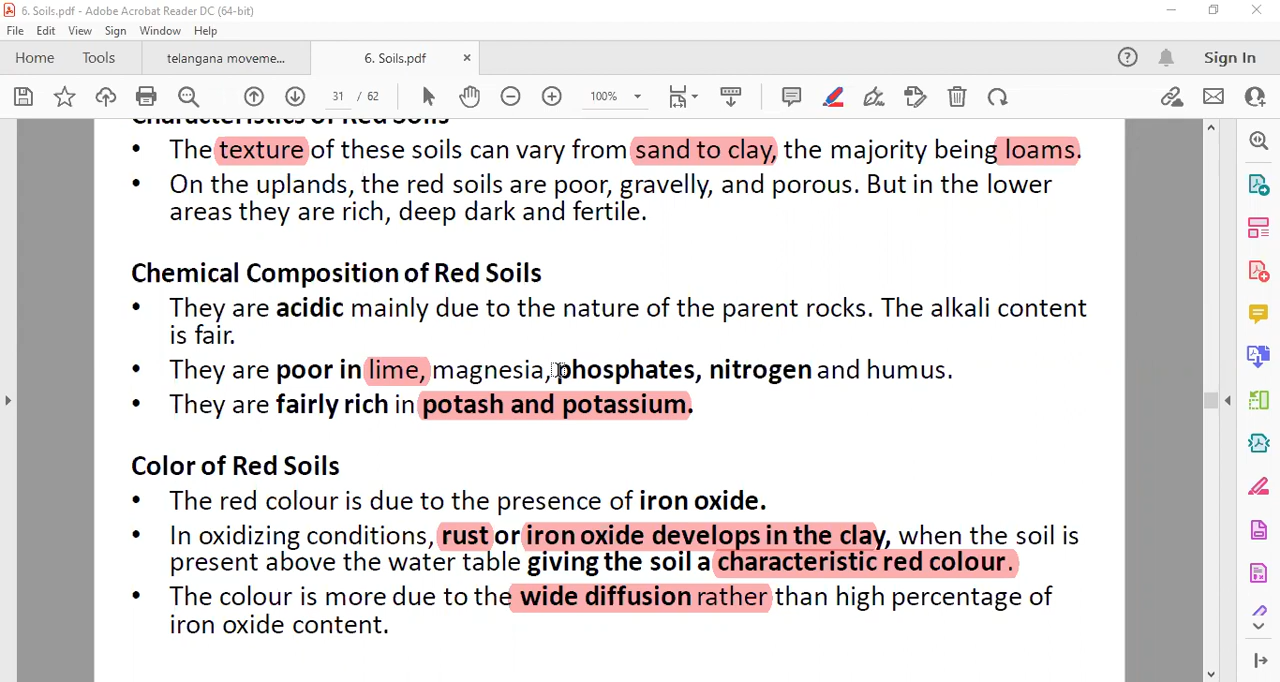 6. Soils.pdf - Adobe Acrobat Reader DC (64-bit)
File Edit View Sign Window Help
Home Tools telangana moveme... 6. Soils.pdf × Sign In
31 / 62 100%
Characteristics of Red Soils
• The texture of these soils can vary from sand to clay, the majority being loams.
• On the uplands, the red soils are poor, gravelly, and porous. But in the lower
areas they are rich, deep dark and fertile.
Chemical Composition of Red Soils
• They are acidic mainly due to the nature of the parent rocks. The alkali content
is fair.
• They are poor in lime, magnesia, phosphates, nitrogen and humus.
• They are fairly rich in potash and potassium.
Color of Red Soils
• The red colour is due to the presence of iron oxide.
• In oxidizing conditions, rust or iron oxide develops in the clay, when the soil is
present above the water table giving the soil a characteristic red colour.
• The colour is more due to the wide diffusion rather than high percentage of
iron oxide content.